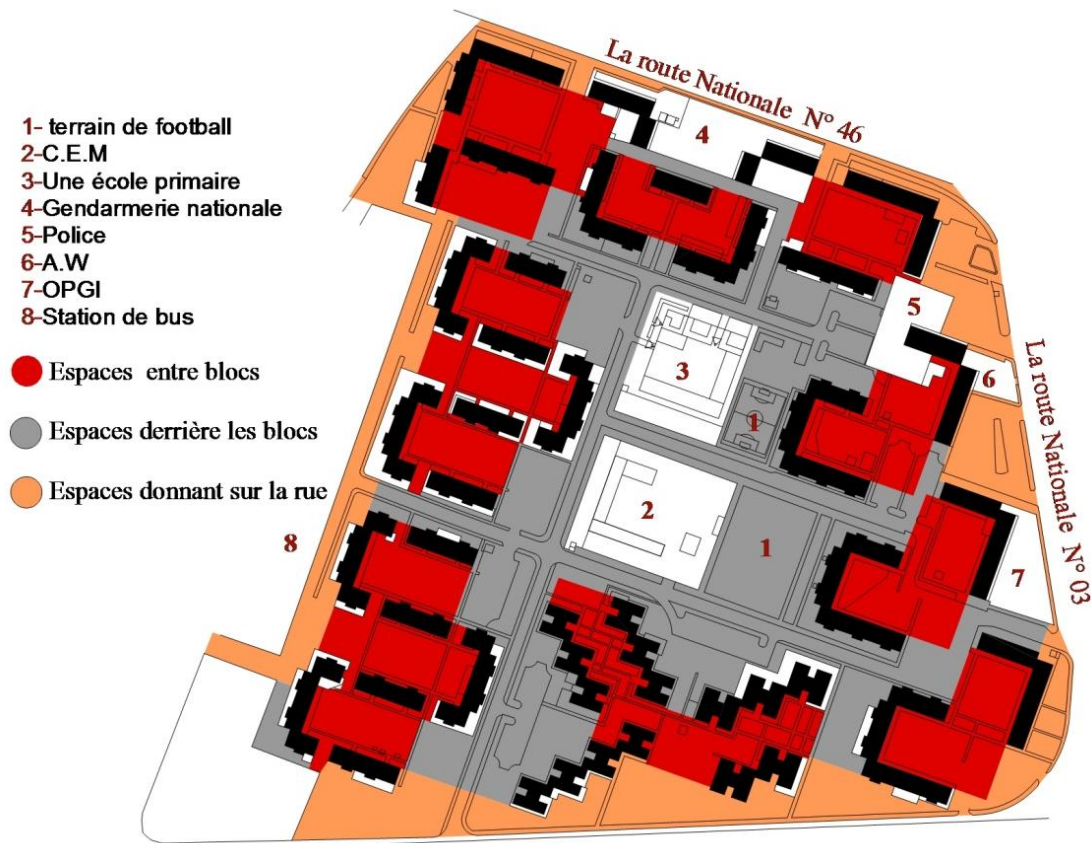 La route Nationale N° 46
1- terrain de football
2-C.E.M
3-Une école primaire
4-Gendarmerie nationale
5-Police
6-A.W
7-OPGI
8-Station de bus
Espaces entre blocs
Espaces derrière les blocs
Espaces donnant sur la rue
4
5
3
6
1
La route Nationale N° 03
2
1
8
7